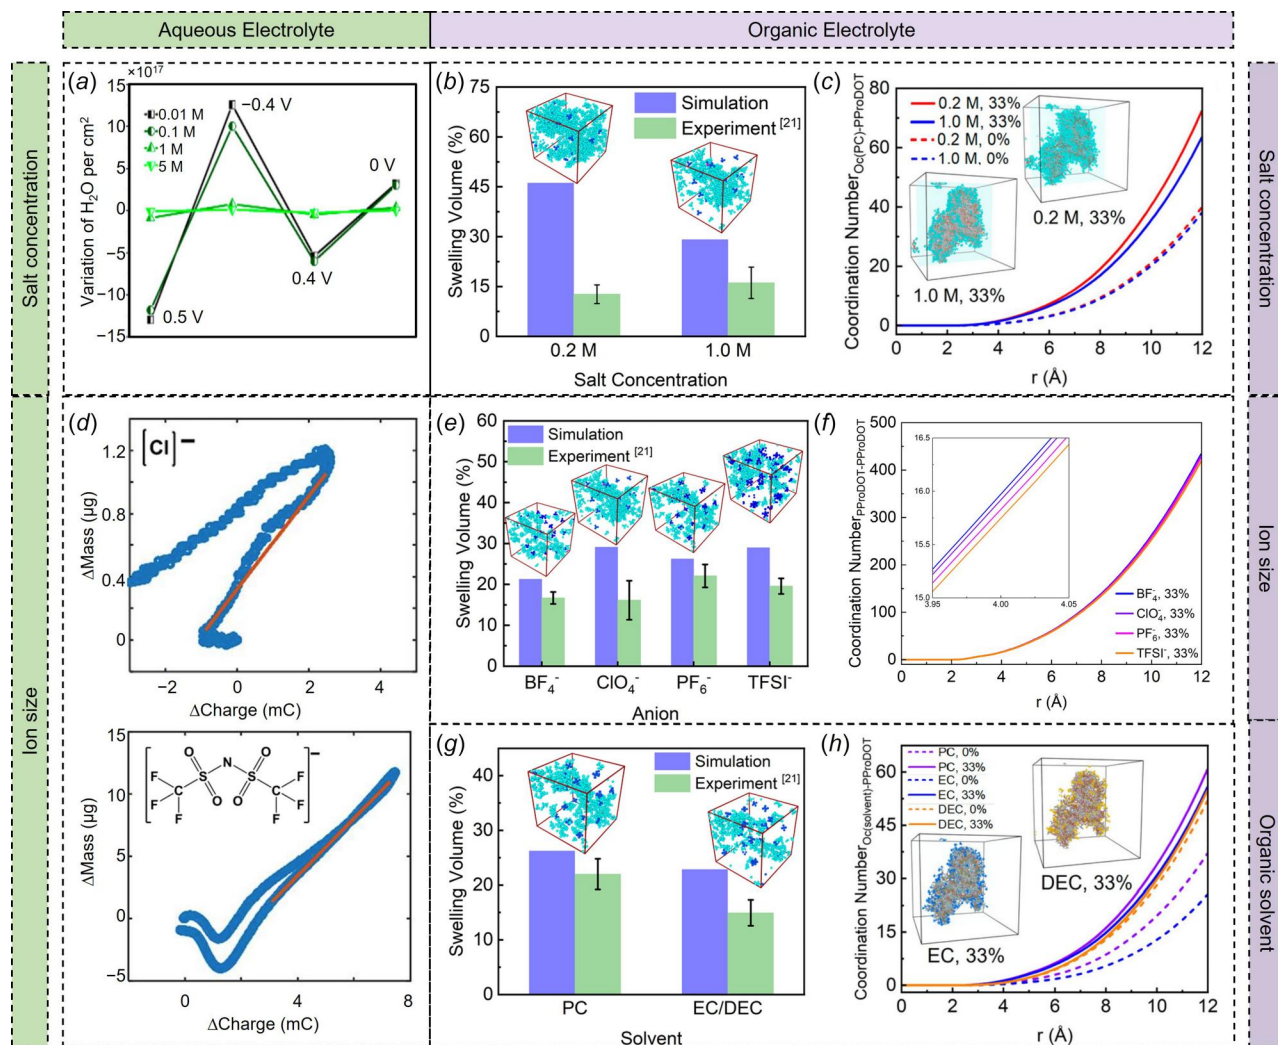 Aqueous Electrolyte
Organic Electrolyte
Salt concentration
Ion size
Salt concentration
Ion size
Organic solvent
(a)
×10¹⁷
15
10
5
0
−5
−10
−15
Variation of H₂O per cm²
0.01 M
0.1 M
1 M
5 M
−0.4 V
0 V
0.4 V
0.5 V
(b)
75
60
45
30
15
0
Swelling Volume (%)
Simulation
Experiment [21]
0.2 M
1.0 M
Salt Concentration
(c)
80
60
40
20
0
Coordination Number Oc(PC)-PProDOT
0.2 M, 33%
1.0 M, 33%
0.2 M, 0%
1.0 M, 0%
0.2 M, 33%
1.0 M, 33%
0 2 4 6 8 10 12
r (Å)
(d)
[Cl]⁻
1.2
0.8
0.4
0
ΔMass (µg)
−2 0 2 4
ΔCharge (mC)
15
10
5
0
−5
ΔMass (µg)
O O
F N F
S S
F C C F
O O
F F
−
0 4 8
ΔCharge (mC)
(e)
60
50
40
30
20
10
0
Swelling Volume (%)
Simulation
Experiment [21]
BF₄⁻ ClO₄⁻ PF₆⁻ TFSI⁻
Anion
(f)
500
400
300
200
100
0
Coordination Number PProDOT-PProDOT
16.5
16.0
15.5
15.0
3.95 4.00 4.05
BF₄⁻, 33%
ClO₄⁻, 33%
PF₆⁻, 33%
TFSI⁻, 33%
0 2 4 6 8 10 12
r (Å)
(g)
40
30
20
10
0
Swelling Volume (%)
Simulation
Experiment [21]
PC
EC/DEC
Solvent
(h)
60
45
30
15
0
Coordination Number Oc(solvent)-PProDOT
PC, 0%
PC, 33%
EC, 0%
EC, 33%
DEC, 0%
DEC, 33%
DEC, 33%
EC, 33%
0 2 4 6 8 10 12
r (Å)